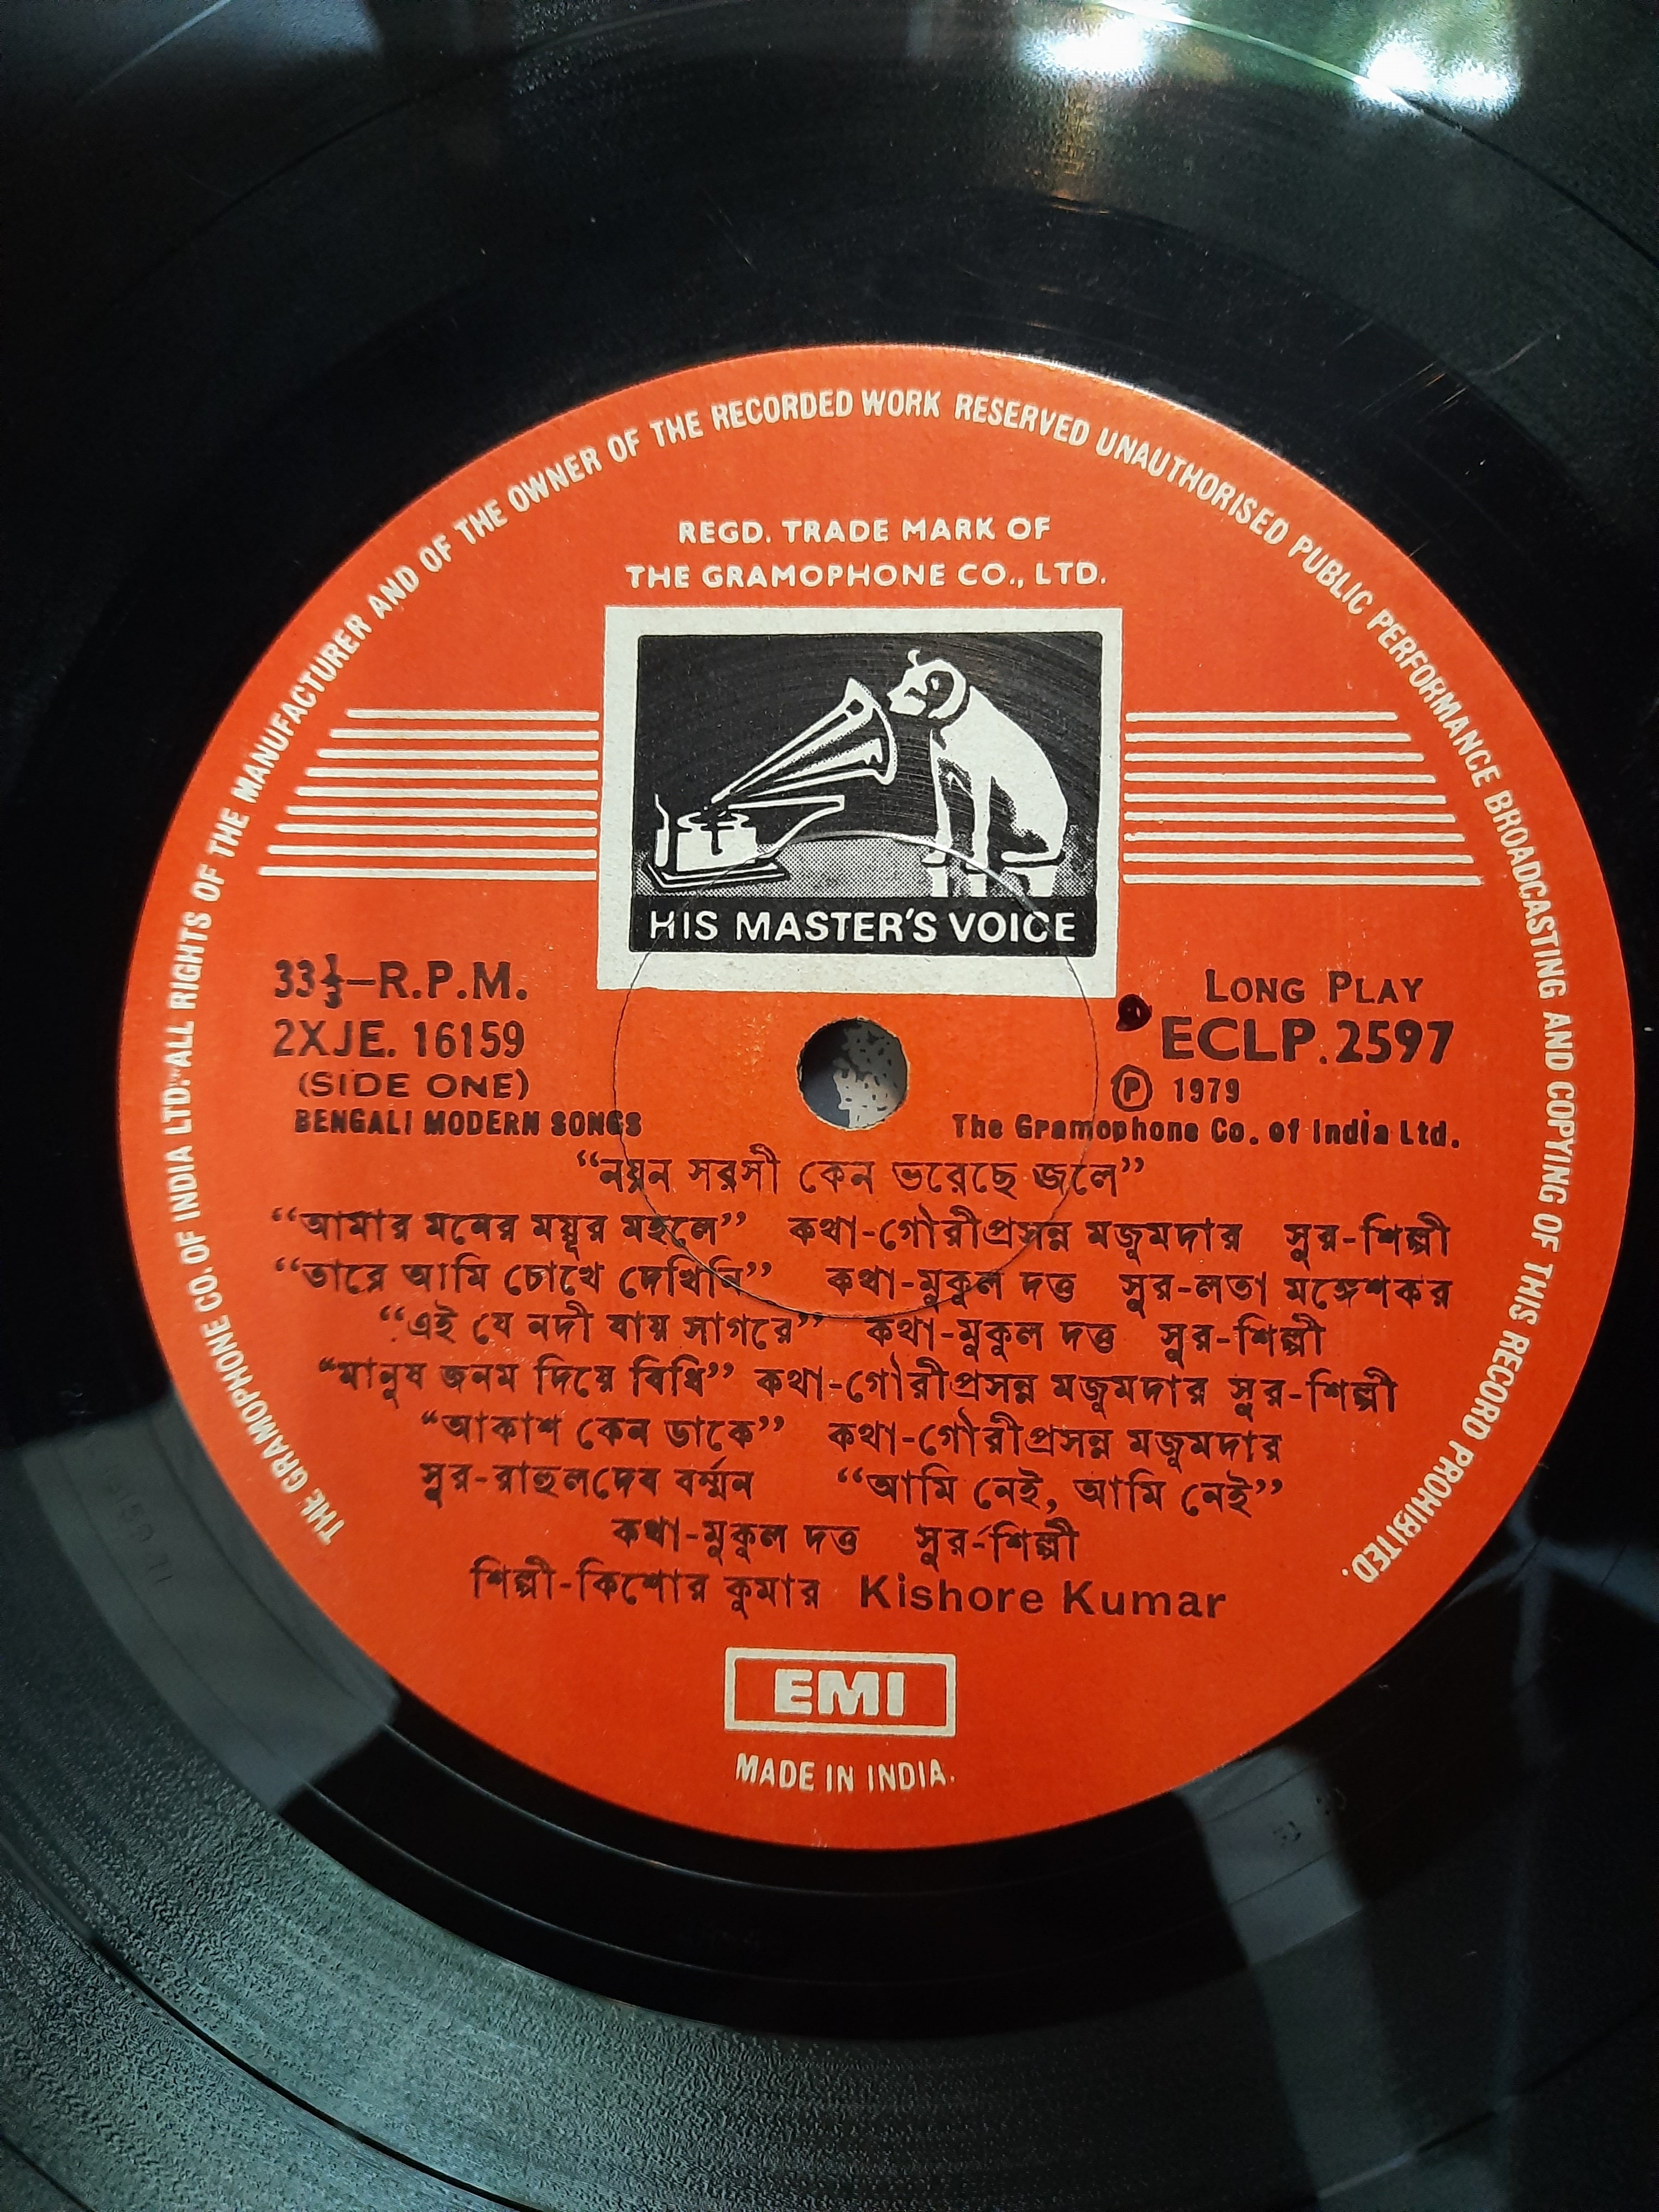 THE GRAMOPHONE CO. OF INDIA LTD.-ALL RIGHTS OF THE MANUFACTURER AND OF THE OWNER OF THE RECORDED WORK RESERVED UNAUTHORISED PUBLIC PERFORMANCE BROADCASTING AND COPYING OF THIS RECORD PROHIBITED.
REGD. TRADE MARK OF
THE GRAMOPHONE CO., LTD.
HIS MASTER'S VOICE
33⅓-R.P.M.
2XJE. 16159
(SIDE ONE)
BENGALI MODERN SONGS
LONG PLAY
ECLP.2597
Ⓟ 1979
The Gramophone Co. of India Ltd.
“নয়ন সরসী কেন ভরেছে জলে”
“আমার মনের ময়ূর মহলে” কথা-গৌরীপ্রসন্ন মজুমদার সুর-শিল্পী
“তারে আমি চোখে দেখিনি” কথা-মুকুল দত্ত সুর-লতা মঙ্গেশকর
“এই যে নদী যায় সাগরে” কথা-মুকুল দত্ত সুর-শিল্পী
“মানুষ জনম দিয়ে বিধি” কথা-গৌরীপ্রসন্ন মজুমদার সুর-শিল্পী
“আকাশ কেন ডাকে” কথা-গৌরীপ্রসন্ন মজুমদার
সুর-রাহুলদেব বর্ম্মন “আমি নেই, আমি নেই”
কথা-মুকুল দত্ত সুর-শিল্পী
শিল্পী-কিশোর কুমার Kishore Kumar
EMI
MADE IN INDIA.